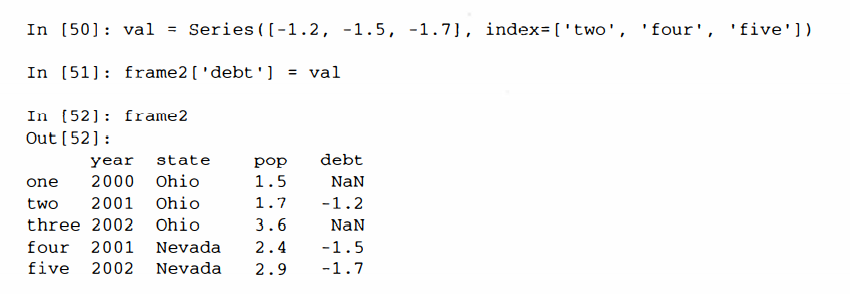 In [50]: val = Series([-1.2, -1.5, -1.7], index=['two', 'four', 'five'])
In [51]: frame2['debt'] = val
In [52]: frame2
Out[52]:
       year  state    pop   debt
one    2000  Ohio     1.5    NaN
two    2001  Ohio     1.7   -1.2
three  2002  Ohio     3.6    NaN
four   2001  Nevada   2.4   -1.5
five   2002  Nevada   2.9   -1.7